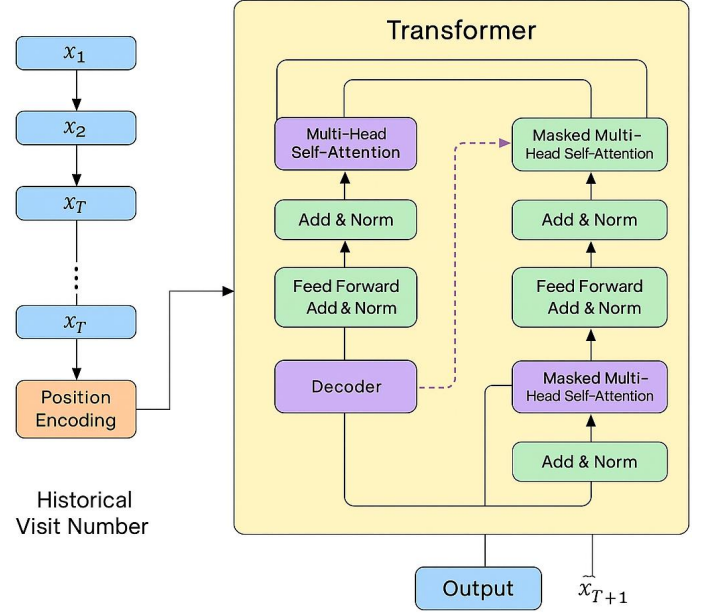 Transformer
x1
x2
xT
⋮
xT
Position
Encoding
Historical
Visit Number
Multi-Head
Self-Attention
Add & Norm
Feed Forward
Add & Norm
Decoder
Masked Multi-
Head Self-Attention
Add & Norm
Feed Forward
Add & Norm
Masked Multi-
Head Self-Attention
Add & Norm
Output
x̃T+1